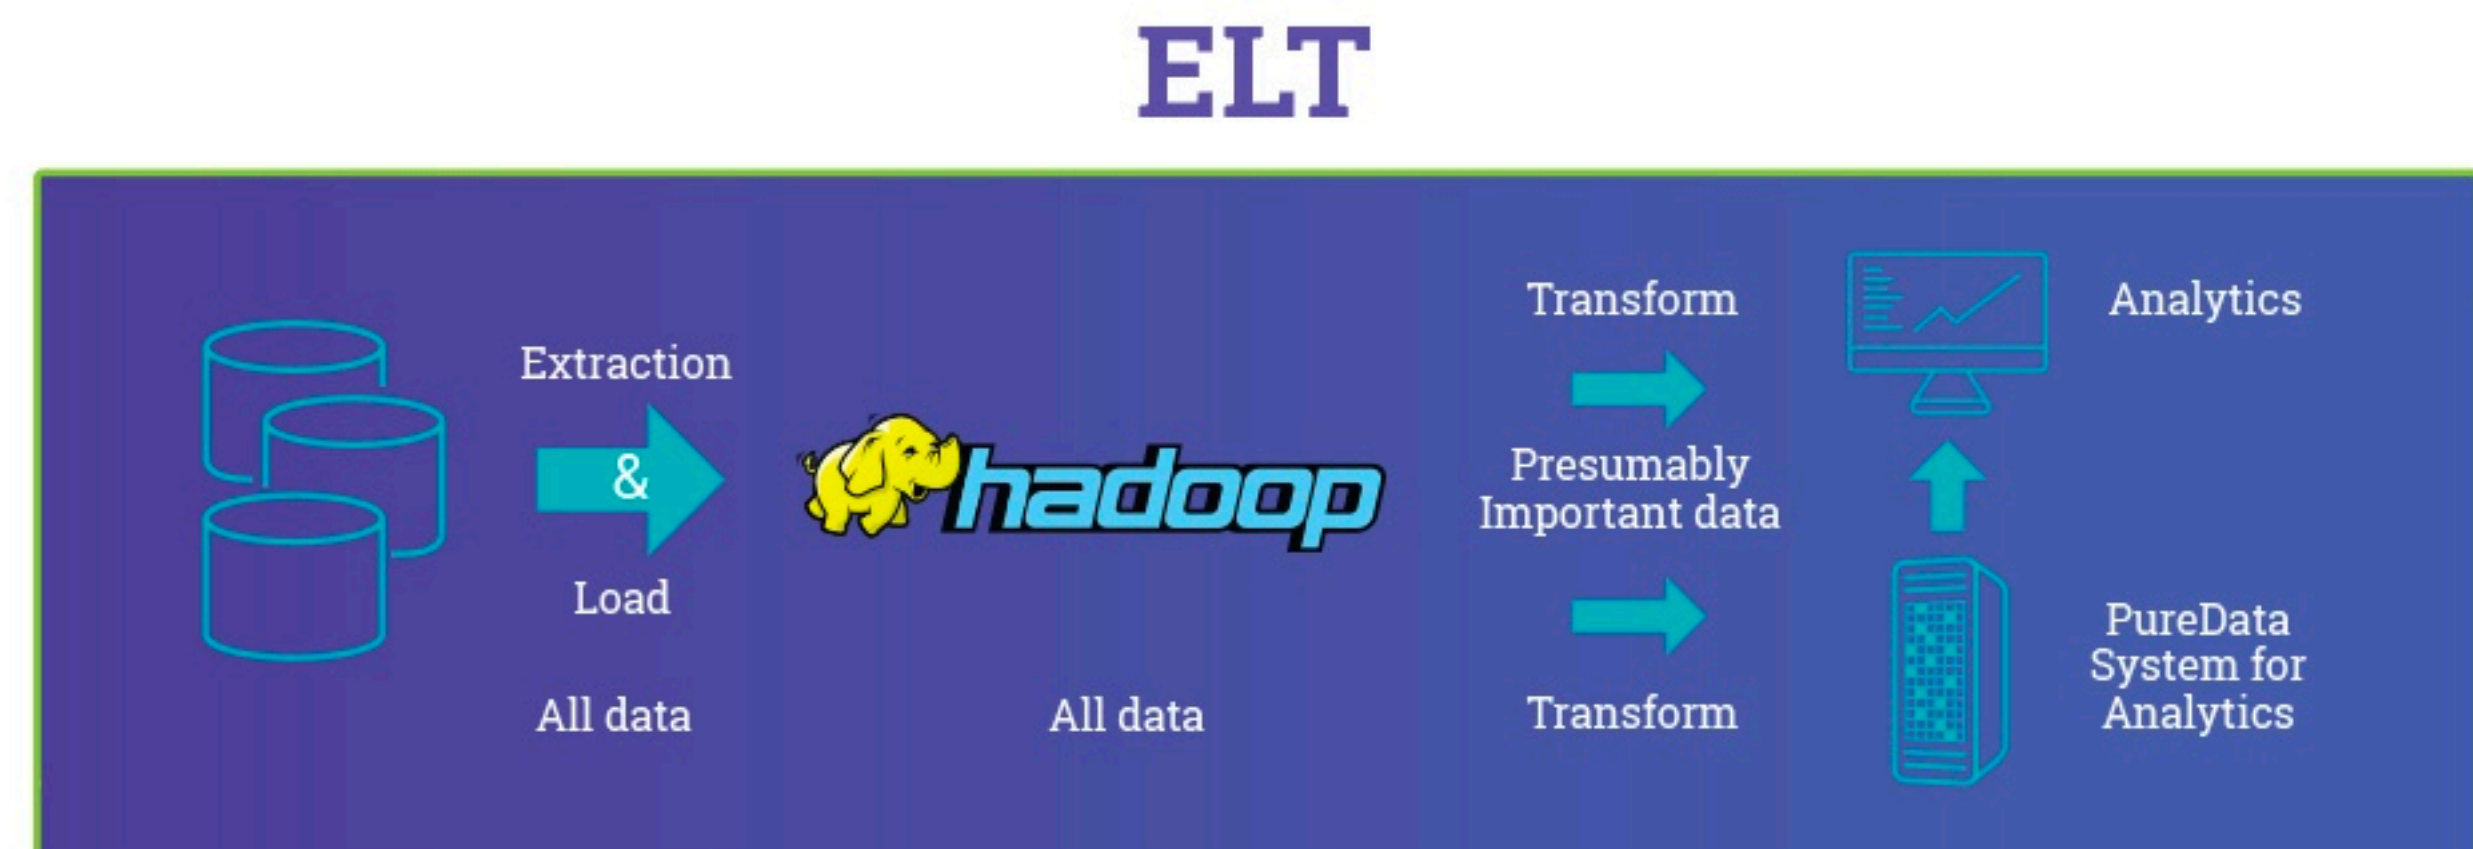 ELT
Extraction
&
Load
All data
hadoop
All data
Transform
Presumably
Important data
Transform
Analytics
PureData
System for
Analytics